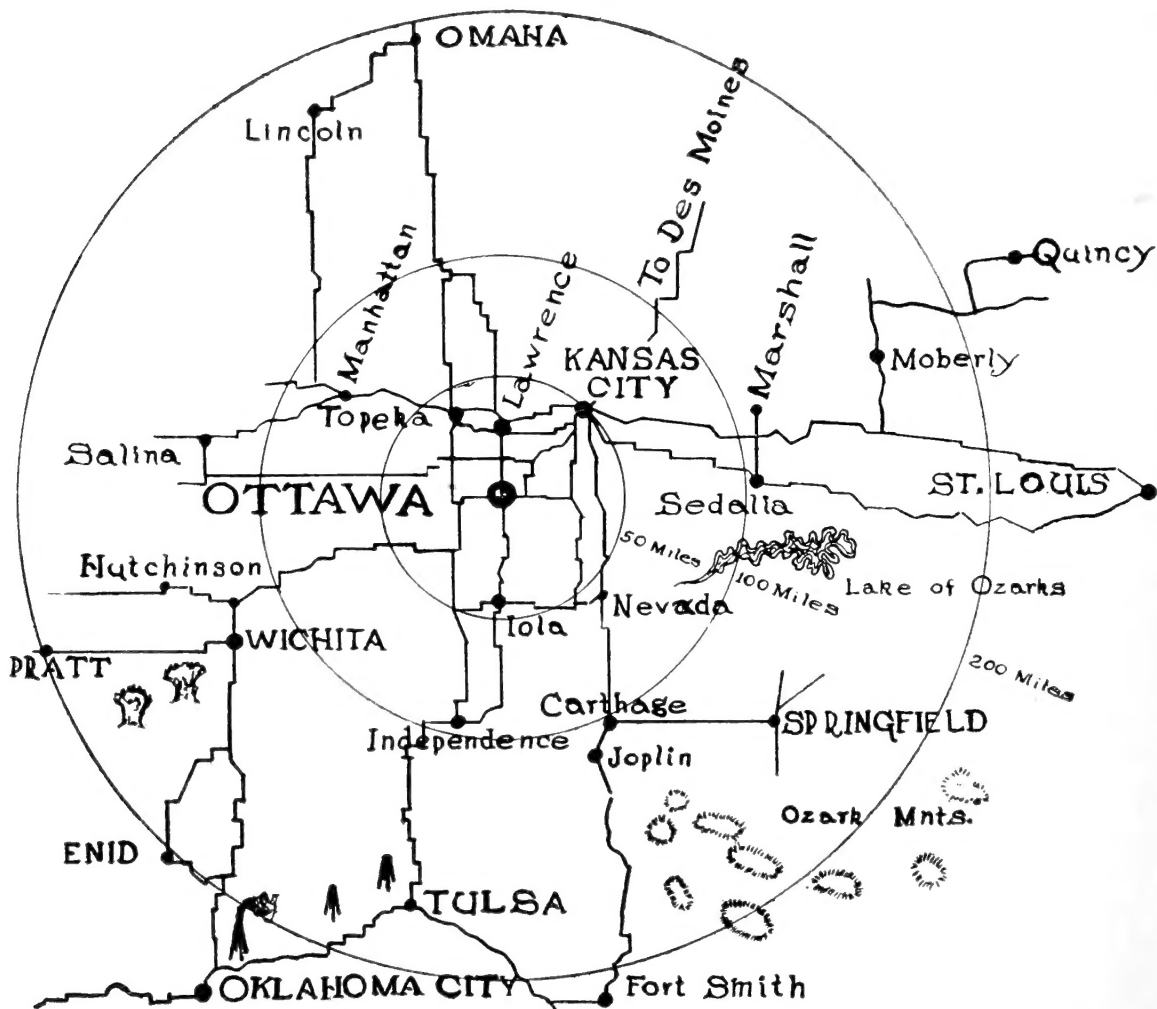 OMAHA
Lincoln
To Des Moines
Manhattan
Lawrence
Marshall
Quincy
KANSAS
CITY
Moberly
Topeka
Salina
OTTAWA
Sedalia
ST. LOUIS
50 Miles
100 Miles
Lake of Ozarks
Hutchinson
Iola
Nevada
WICHITA
PRATT
200 Miles
Carthage
SPRINGFIELD
Independence
Joplin
Ozark Mnts.
ENID
TULSA
OKLAHOMA CITY
Fort Smith